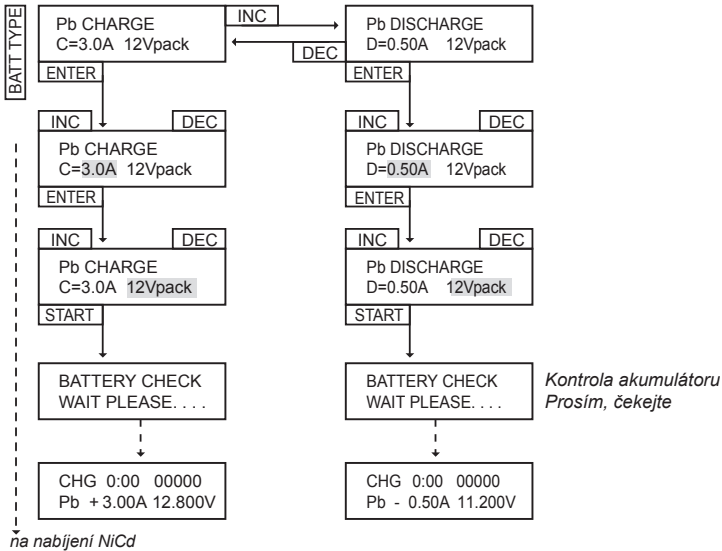 BATT TYPE
Pb CHARGE
C=3.0A 12Vpack
INC
DEC
Pb DISCHARGE
D=0.50A 12Vpack
ENTER
ENTER
INC
DEC
INC
DEC
Pb CHARGE
C=3.0A 12Vpack
Pb DISCHARGE
D=0.50A 12Vpack
ENTER
ENTER
INC
DEC
INC
DEC
Pb CHARGE
C=3.0A 12Vpack
Pb DISCHARGE
D=0.50A 12Vpack
START
START
BATTERY CHECK
WAIT PLEASE. . . .
BATTERY CHECK
WAIT PLEASE. . . .
Kontrola akumulátoru
Prosím, čekejte
CHG 0:00 00000
Pb +3.00A 12.800V
CHG 0:00 00000
Pb - 0.50A 11.200V
na nabíjení NiCd